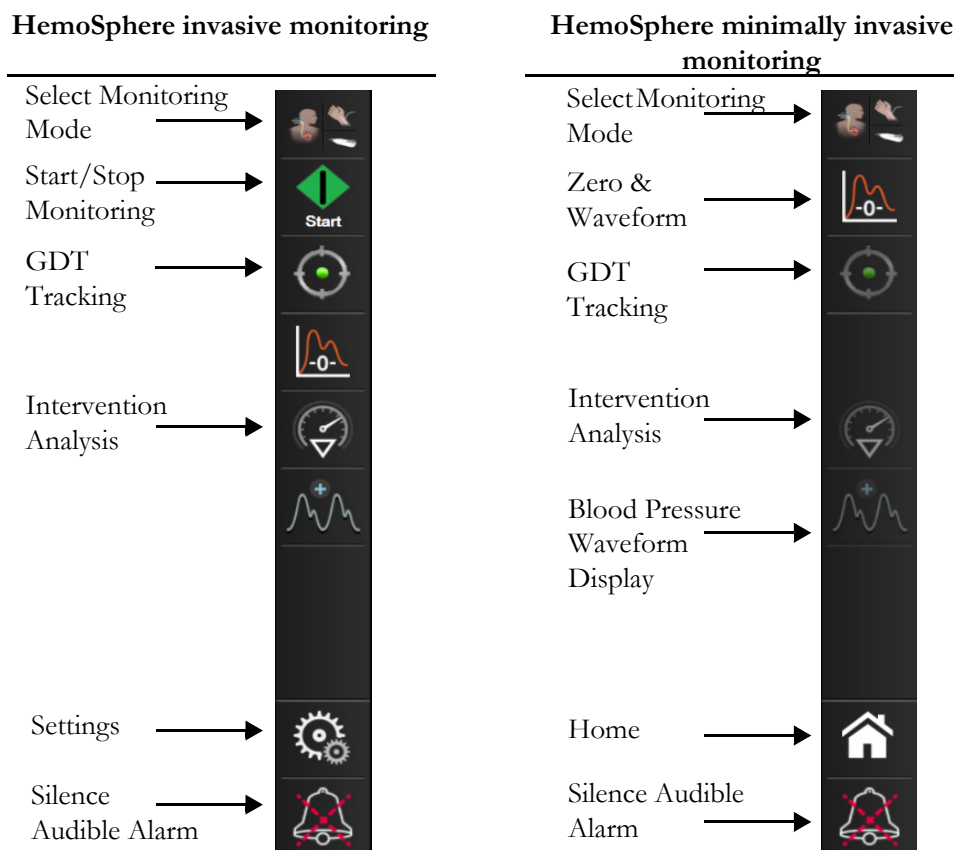 HemoSphere invasive monitoring
Select Monitoring
Mode
Start/Stop
Monitoring
Start
GDT
Tracking
-0-
Intervention
Analysis
Settings
Silence
Audible Alarm
HemoSphere minimally invasive
monitoring
Select Monitoring
Mode
Zero &
Waveform
-0-
GDT
Tracking
Intervention
Analysis
Blood Pressure
Waveform
Display
Home
Silence Audible
Alarm